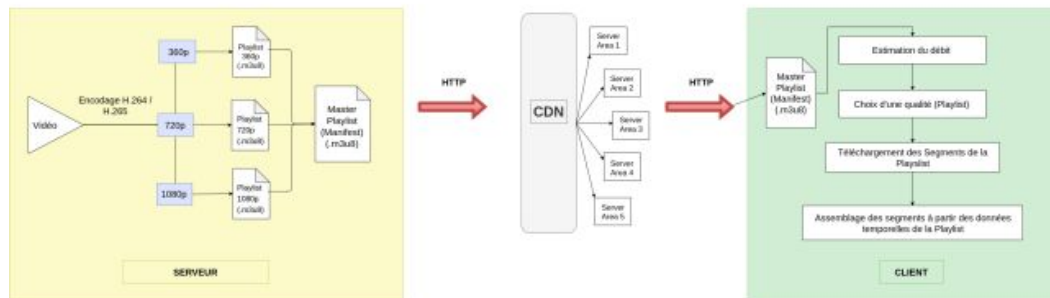 Vidéo
Encodage H.264 /
H.265
360p
720p
1080p
Playlist
360p
(.m3u8)
Playlist
720p
(.m3u8)
Playlist
1080p
(.m3u8)
Master
Playlist
(Manifest)
(.m3u8)
SERVEUR
HTTP
CDN
Server
Area 1
Server
Area 2
Server
Area 3
Server
Area 4
Server
Area 5
HTTP
Master
Playlist
(Manifest)
(.m3u8)
Estimation du débit
Choix d'une qualité (Playlist)
Téléchargement des Segments de la
Playslist
Assemblage des segments à partir des données
temporelles de la Playlist
CLIENT